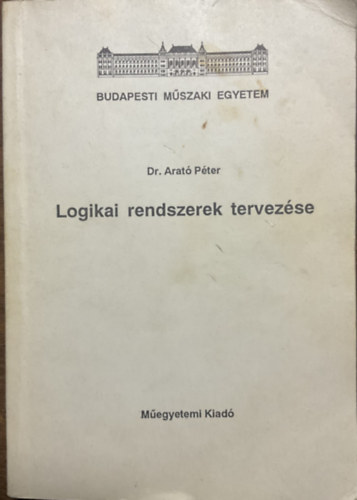 BUDAPESTI MŰSZAKI EGYETEM
Dr. Arató Péter
Logikai rendszerek tervezése
Műegyetemi Kiadó